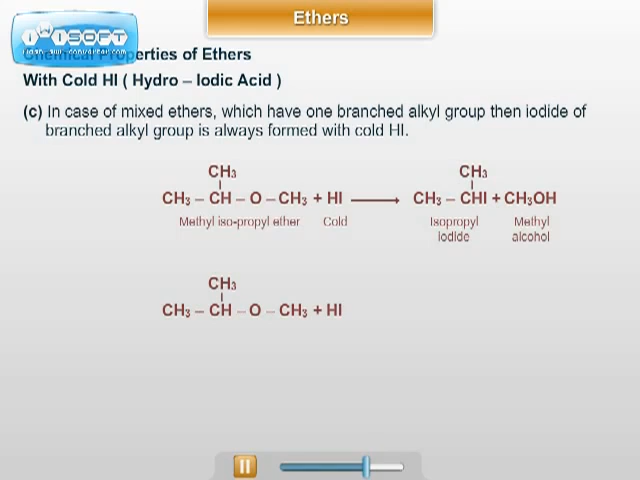 Ethers
WISOFT
Chemical Properties of Ethers
With Cold HI ( Hydro – Iodic Acid )
(c) In case of mixed ethers, which have one branched alkyl group then iodide of
branched alkyl group is always formed with cold HI.
CH₃ CH₃
CH₃ – CH – O – CH₃ + HI ⟶ CH₃ – CHI + CH₃OH
Methyl iso-propyl ether Cold Isopropyl Methyl
iodide alcohol
CH₃
CH₃ – CH – O – CH₃ + HI